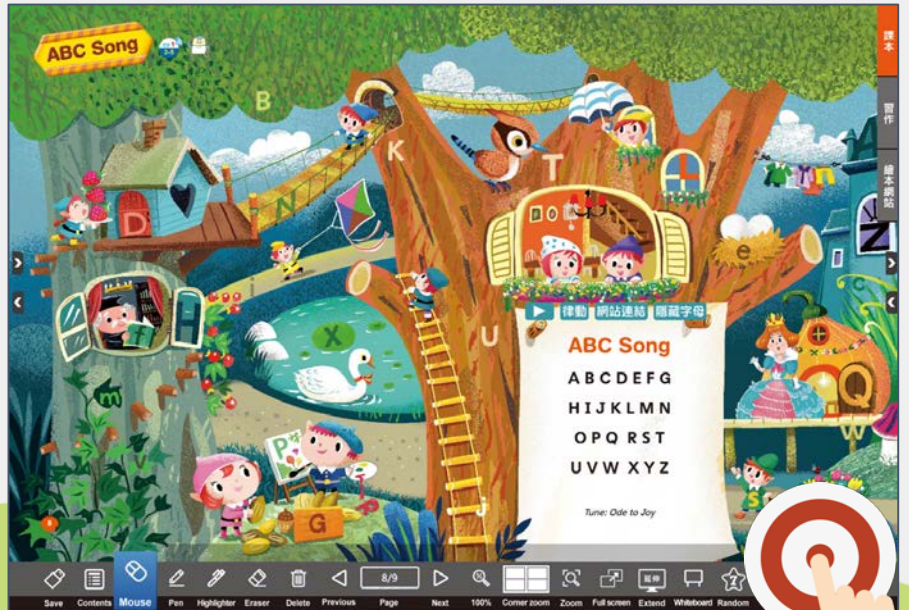 ABC Song
課本
習作
繪本網站
B
K
T
D
N
A
Z
e
H
i
c
X
U
律動 網站連結 隱藏字母
ABC Song
A B C D E F G
H I J K L M N
O P Q R S T
U V W X Y Z
Tune: Ode to Joy
m
Q
W
P
G
J
S
8/9
Save Contents Mouse Pen Highlighter Eraser Delete Previous Page Next 100% Corner zoom Zoom Full screen Extend Whiteboard Random
延伸